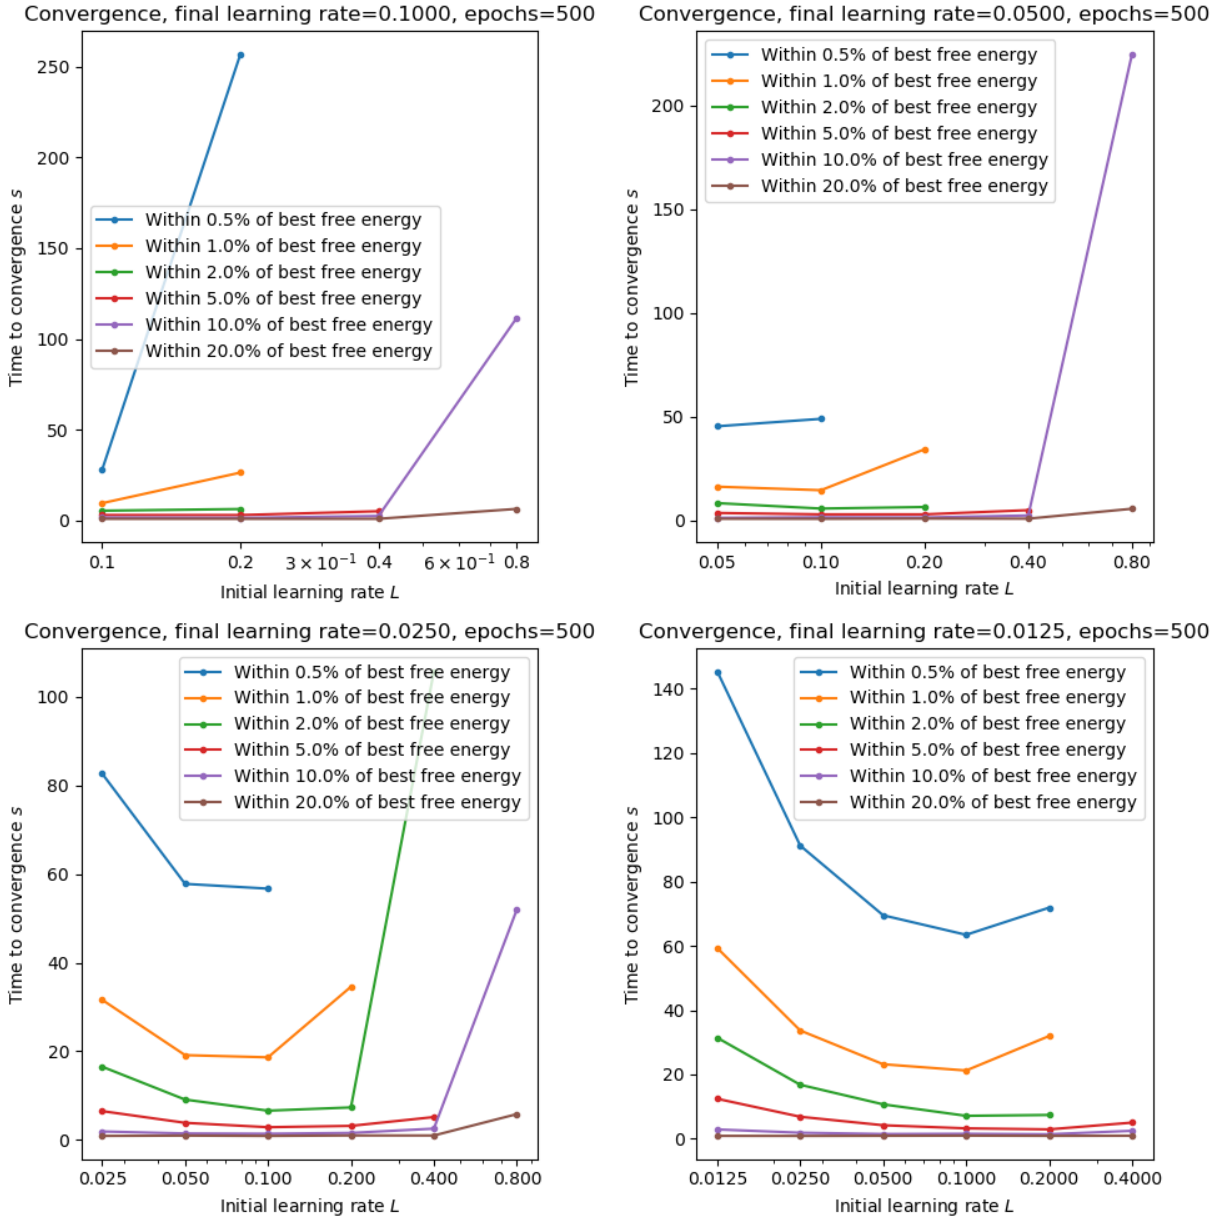 Convergence, final learning rate=0.1000, epochs=500
250
200
150
100
50
0
Time to convergence s
Within 0.5% of best free energy
Within 1.0% of best free energy
Within 2.0% of best free energy
Within 5.0% of best free energy
Within 10.0% of best free energy
Within 20.0% of best free energy
0.1 0.2 3 × 10⁻¹ 0.4 6 × 10⁻¹ 0.8
Initial learning rate L
Convergence, final learning rate=0.0500, epochs=500
200
150
100
50
0
Time to convergence s
Within 0.5% of best free energy
Within 1.0% of best free energy
Within 2.0% of best free energy
Within 5.0% of best free energy
Within 10.0% of best free energy
Within 20.0% of best free energy
0.05 0.10 0.20 0.40 0.80
Initial learning rate L
Convergence, final learning rate=0.0250, epochs=500
100
80
60
40
20
0
Time to convergence s
Within 0.5% of best free energy
Within 1.0% of best free energy
Within 2.0% of best free energy
Within 5.0% of best free energy
Within 10.0% of best free energy
Within 20.0% of best free energy
0.025 0.050 0.100 0.200 0.400 0.800
Initial learning rate L
Convergence, final learning rate=0.0125, epochs=500
140
120
100
80
60
40
20
0
Time to convergence s
Within 0.5% of best free energy
Within 1.0% of best free energy
Within 2.0% of best free energy
Within 5.0% of best free energy
Within 10.0% of best free energy
Within 20.0% of best free energy
0.0125 0.0250 0.0500 0.1000 0.2000 0.4000
Initial learning rate L